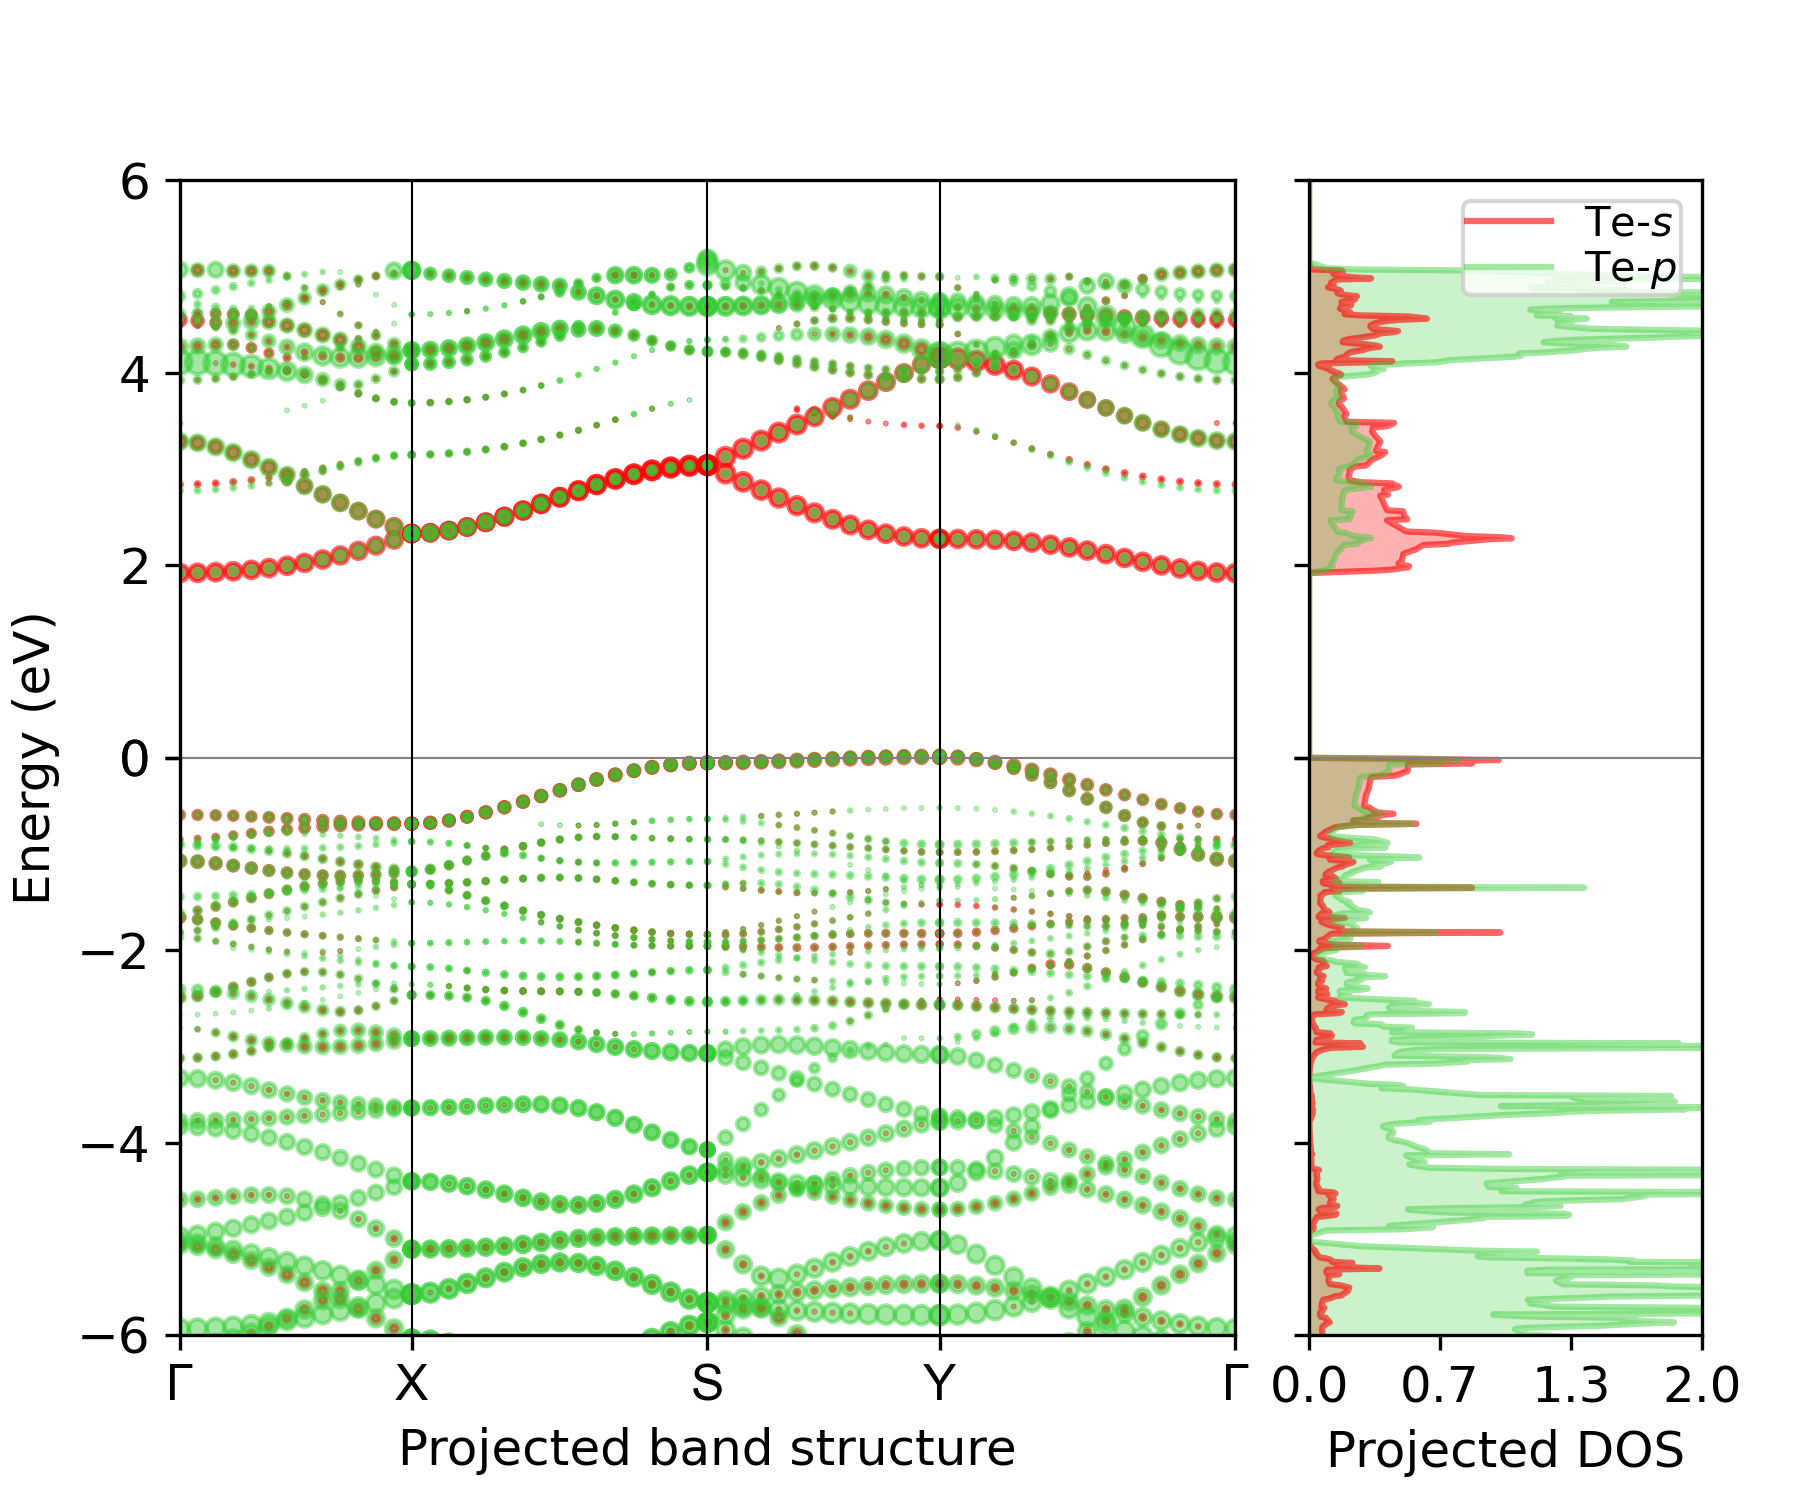 6
4
2
0
−2
−4
−6
Energy (eV)
Γ
X
S
Y
Γ
Projected band structure
Te-s
Te-p
0.0
0.7
1.3
2.0
Projected DOS